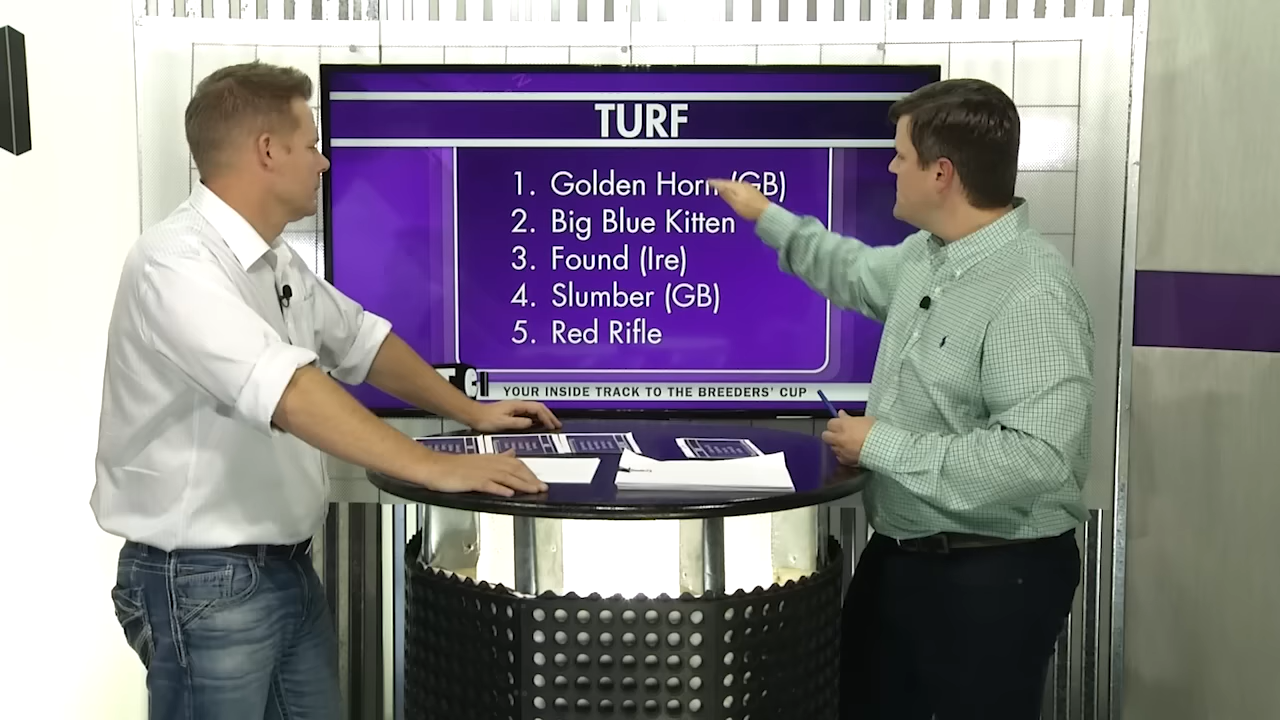 TURF
1. Golden Horn (GB)
2. Big Blue Kitten
3. Found (Ire)
4. Slumber (GB)
5. Red Rifle
YOUR INSIDE TRACK TO THE BREEDERS' CUP